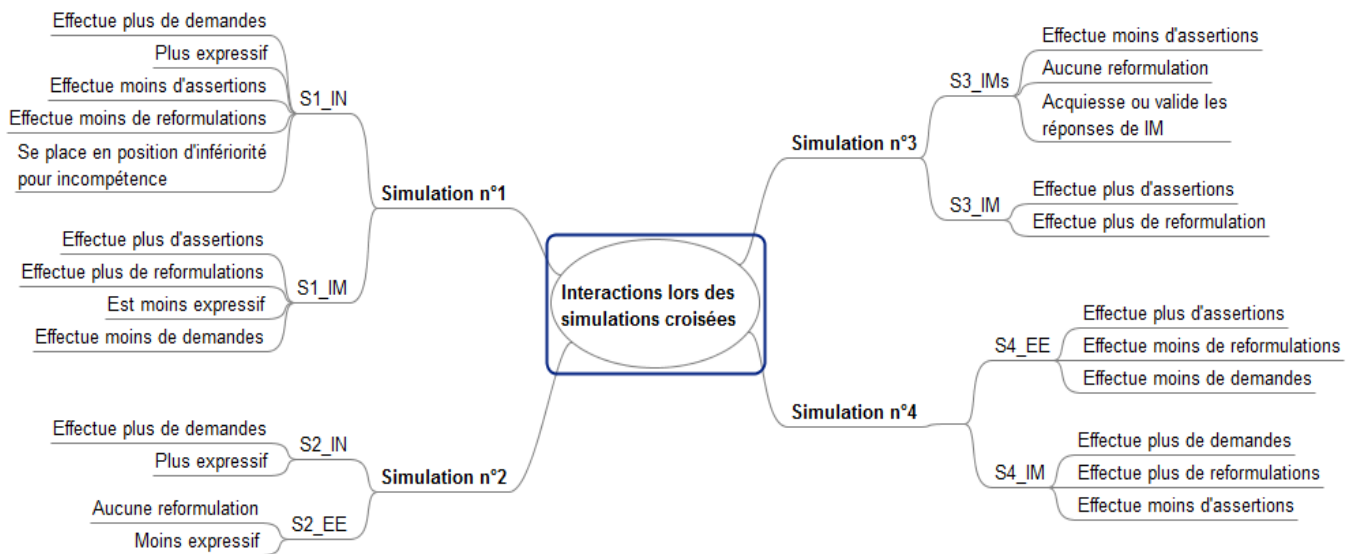 Effectue plus de demandes
Plus expressif
Effectue moins d'assertions
Effectue moins de reformulations
Se place en position d'infériorité
pour incompétence
S1_IN
Simulation n°1
Effectue plus d'assertions
Effectue plus de reformulations
Est moins expressif
Effectue moins de demandes
S1_IM
Effectue plus de demandes
Plus expressif
S2_IN
Simulation n°2
Aucune reformulation
Moins expressif
S2_EE
Interactions lors des
simulations croisées
Simulation n°3
S3_IMs
Effectue moins d'assertions
Aucune reformulation
Acquiesse ou valide les
réponses de IM
S3_IM
Effectue plus d'assertions
Effectue plus de reformulation
Simulation n°4
S4_EE
Effectue plus d'assertions
Effectue moins de reformulations
Effectue moins de demandes
S4_IM
Effectue plus de demandes
Effectue plus de reformulations
Effectue moins d'assertions